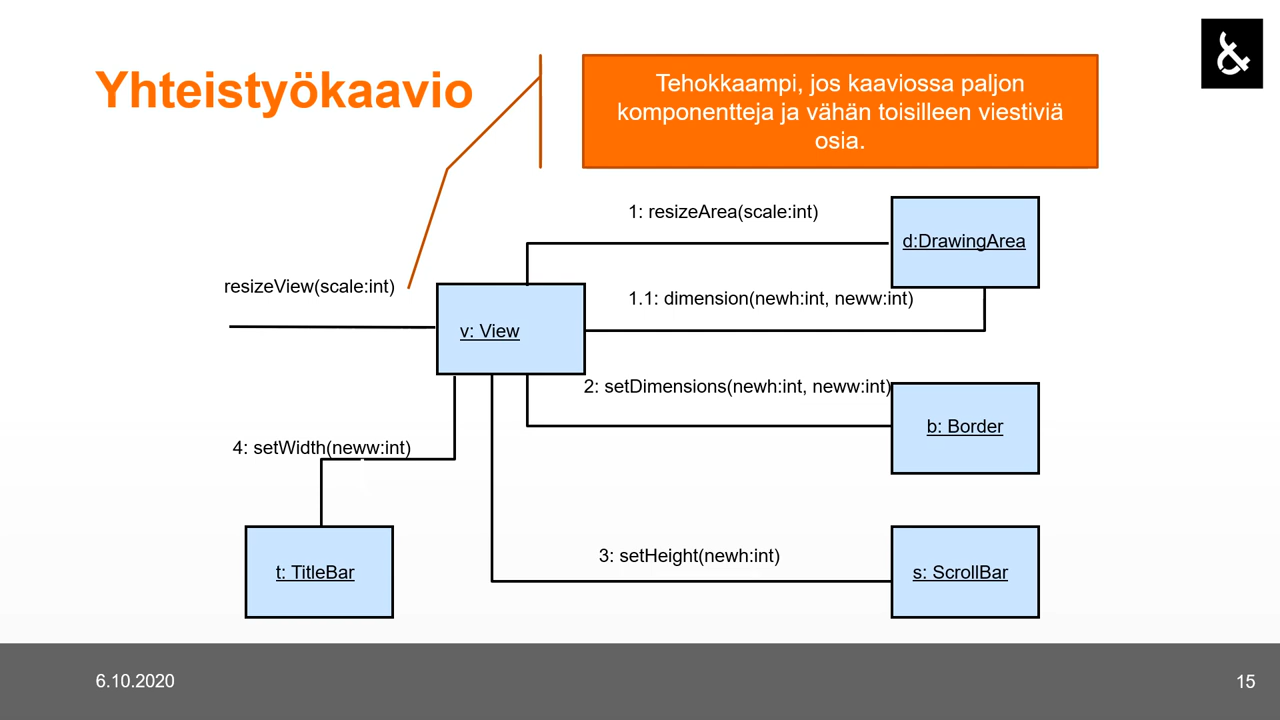 Yhteistyökaavio
Tehokkaampi, jos kaaviossa paljon
komponentteja ja vähän toisilleen viestiviä
osia.
&
1: resizeArea(scale:int)
d:DrawingArea
resizeView(scale:int)
1.1: dimension(newh:int, neww:int)
v: View
2: setDimensions(newh:int, neww:int)
b: Border
4: setWidth(neww:int)
3: setHeight(newh:int)
t: TitleBar
s: ScrollBar
6.10.2020
15